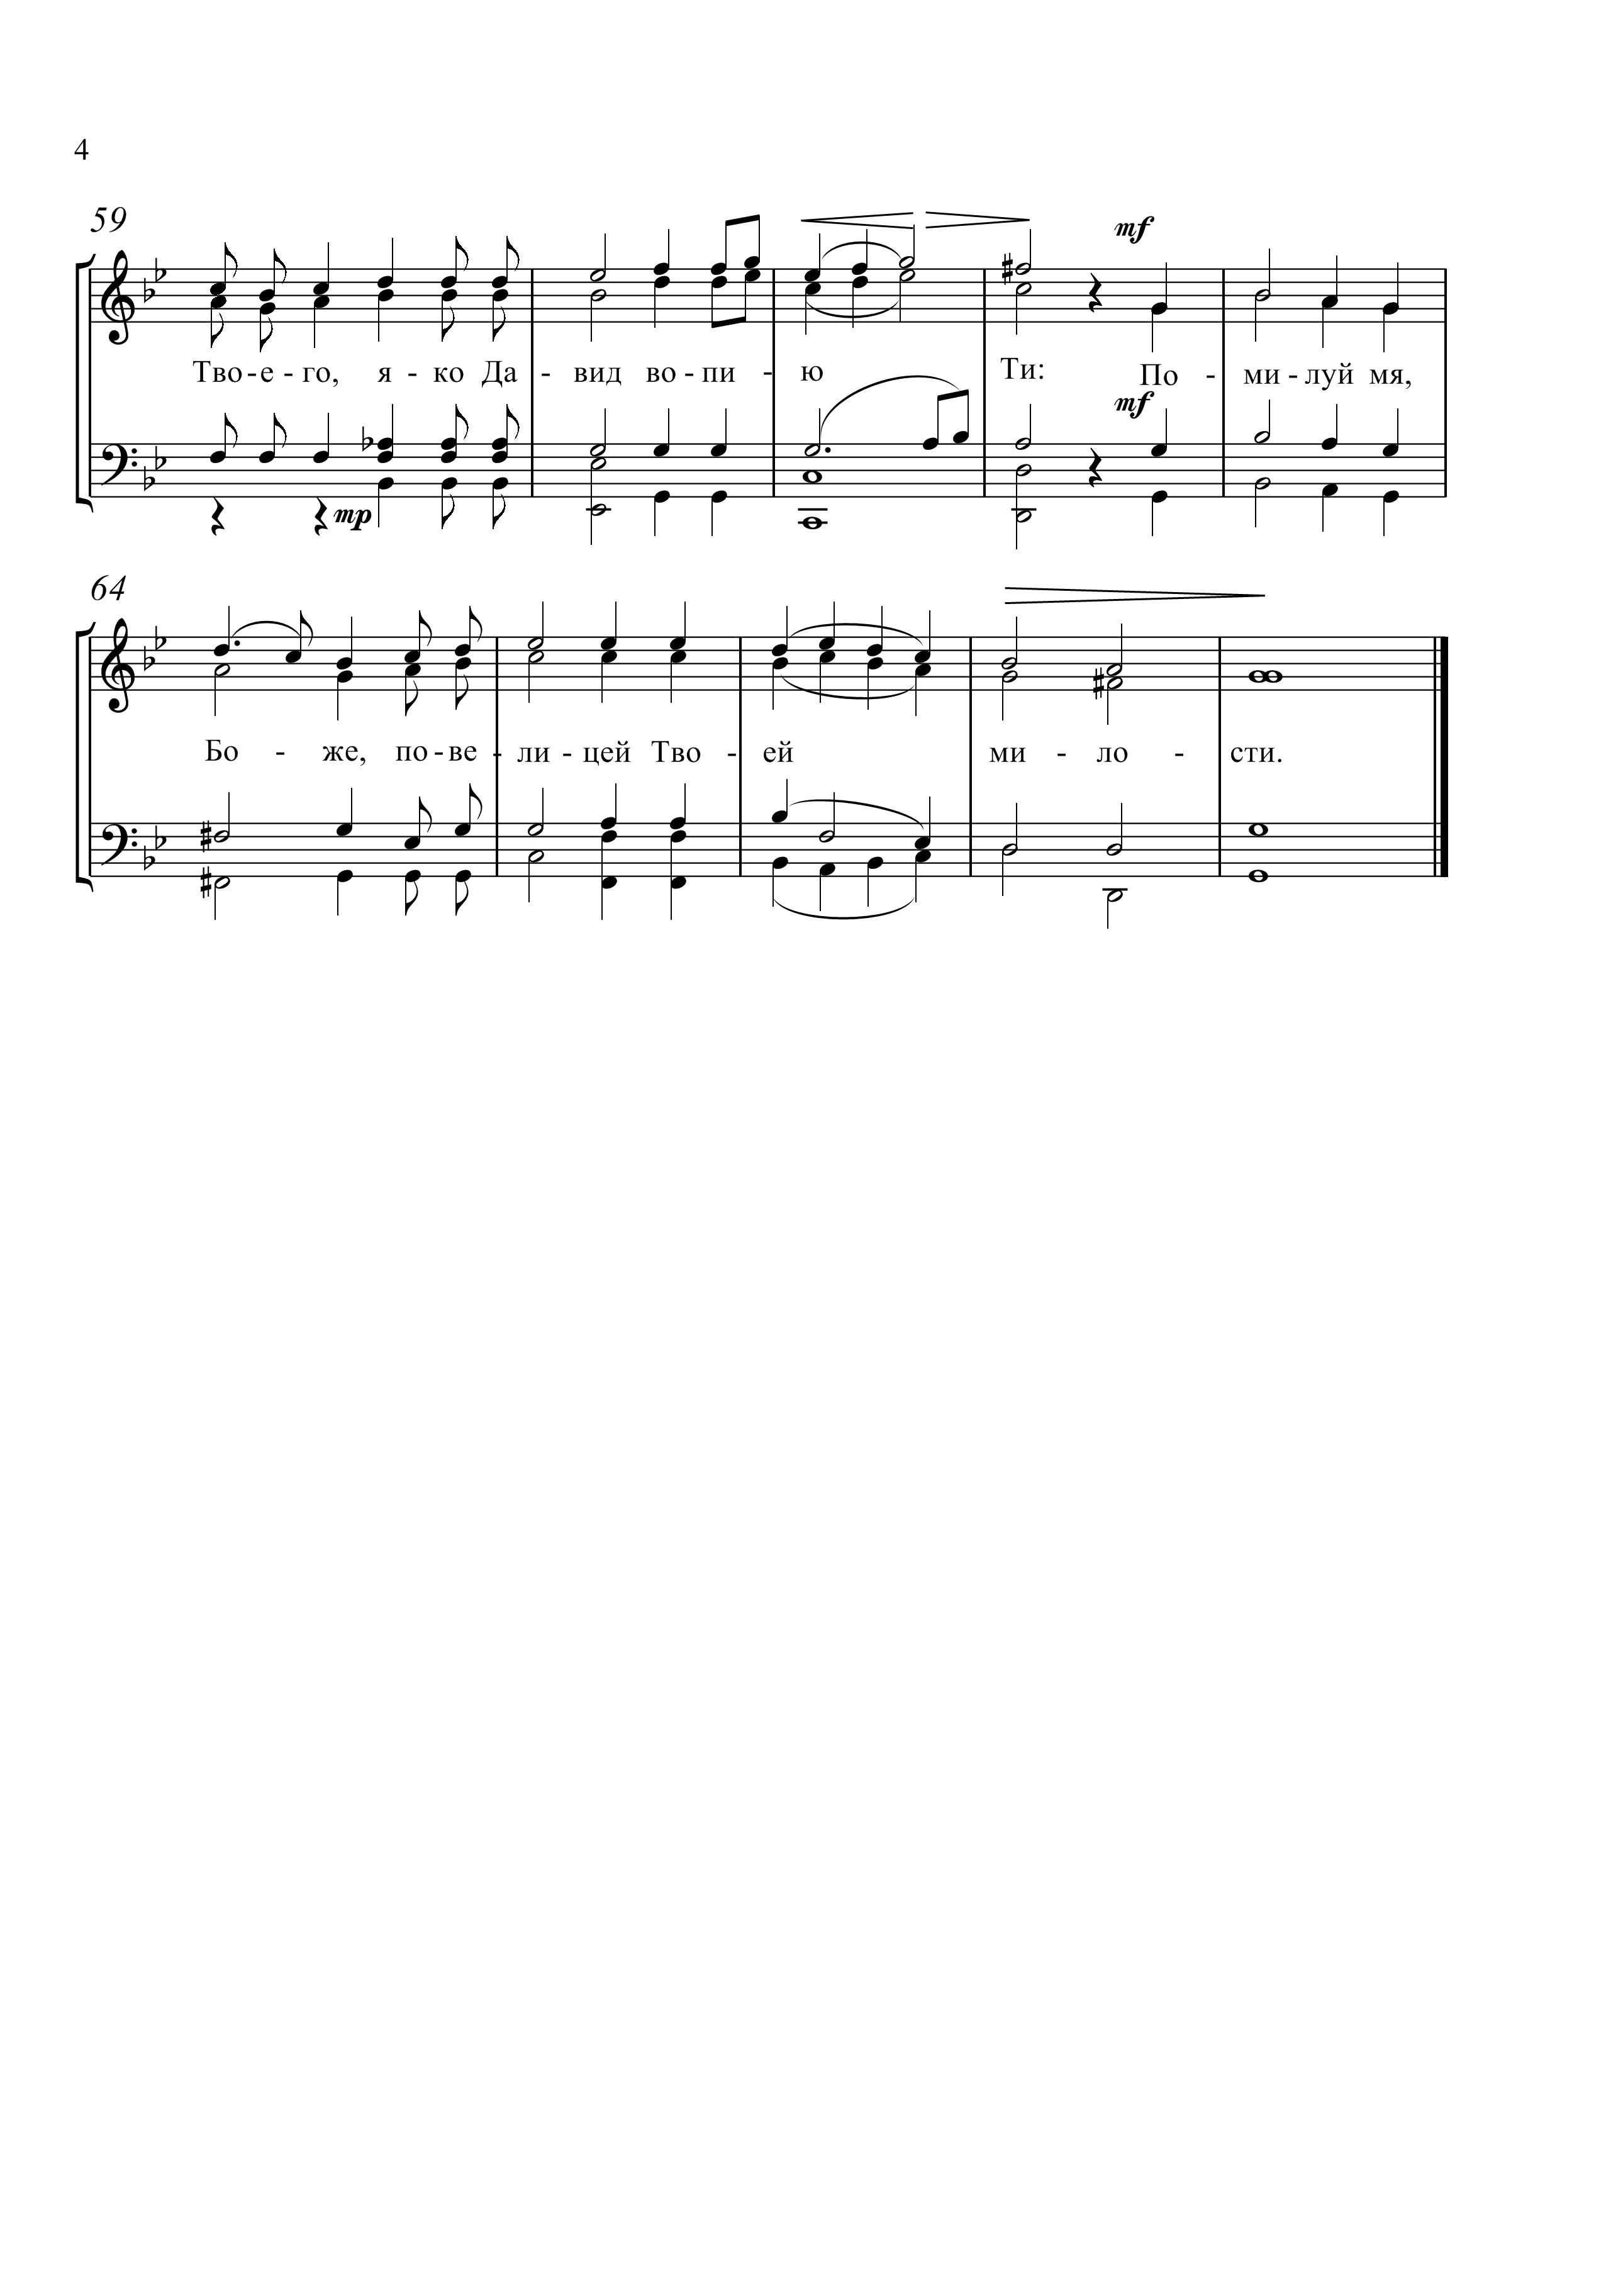 4
59
mf
Тво-е-го, я-ко Да-вид во-пи-ю Ти: По-ми-луй мя,
mf
mp
64
Бо-же, по-ве-ли-цей Тво-ей ми-ло-сти.